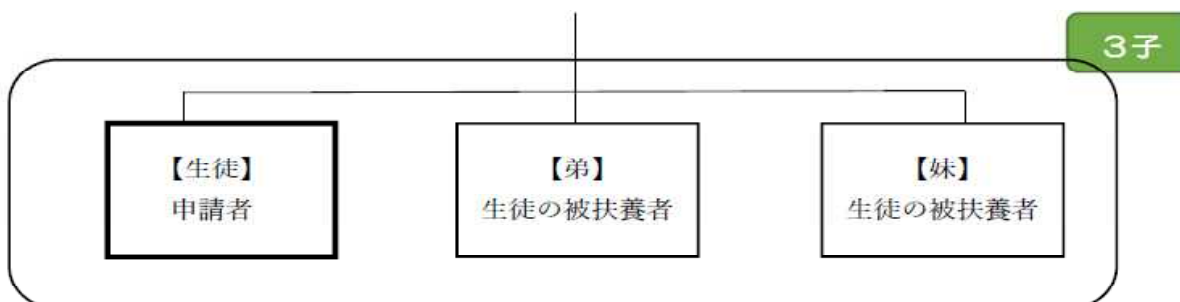 3子
【生徒】
申請者
【弟】
生徒の被扶養者
【妹】
生徒の被扶養者